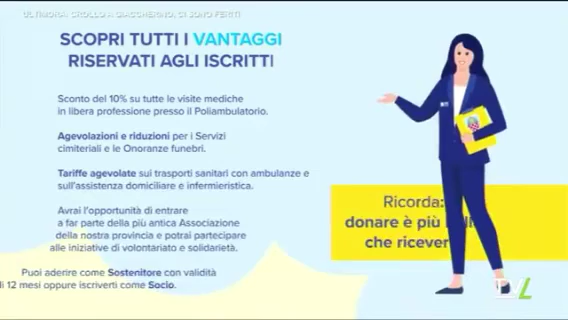 ULTIMORA: CROLLO A GIACCHERINO, CI SONO FERITI
SCOPRI TUTTI I VANTAGGI
RISERVATI AGLI ISCRITTI
Sconto del 10% su tutte le visite mediche
in libera professione presso il Poliambulatorio.
Agevolazioni e riduzioni per i Servizi
cimiteriali e le Onoranze funebri.
Tariffe agevolate sui trasporti sanitari con ambulanze e
sull'assistenza domiciliare e infermieristica.
Avrai l'opportunità di entrare
a far parte della più antica Associazione
della nostra provincia e potrai partecipare
alle iniziative di volontariato e solidarietà.
Puoi aderire come Sostenitore con validità
di 12 mesi oppure iscriverti come Socio.
Ricorda:
donare è più
che ricever